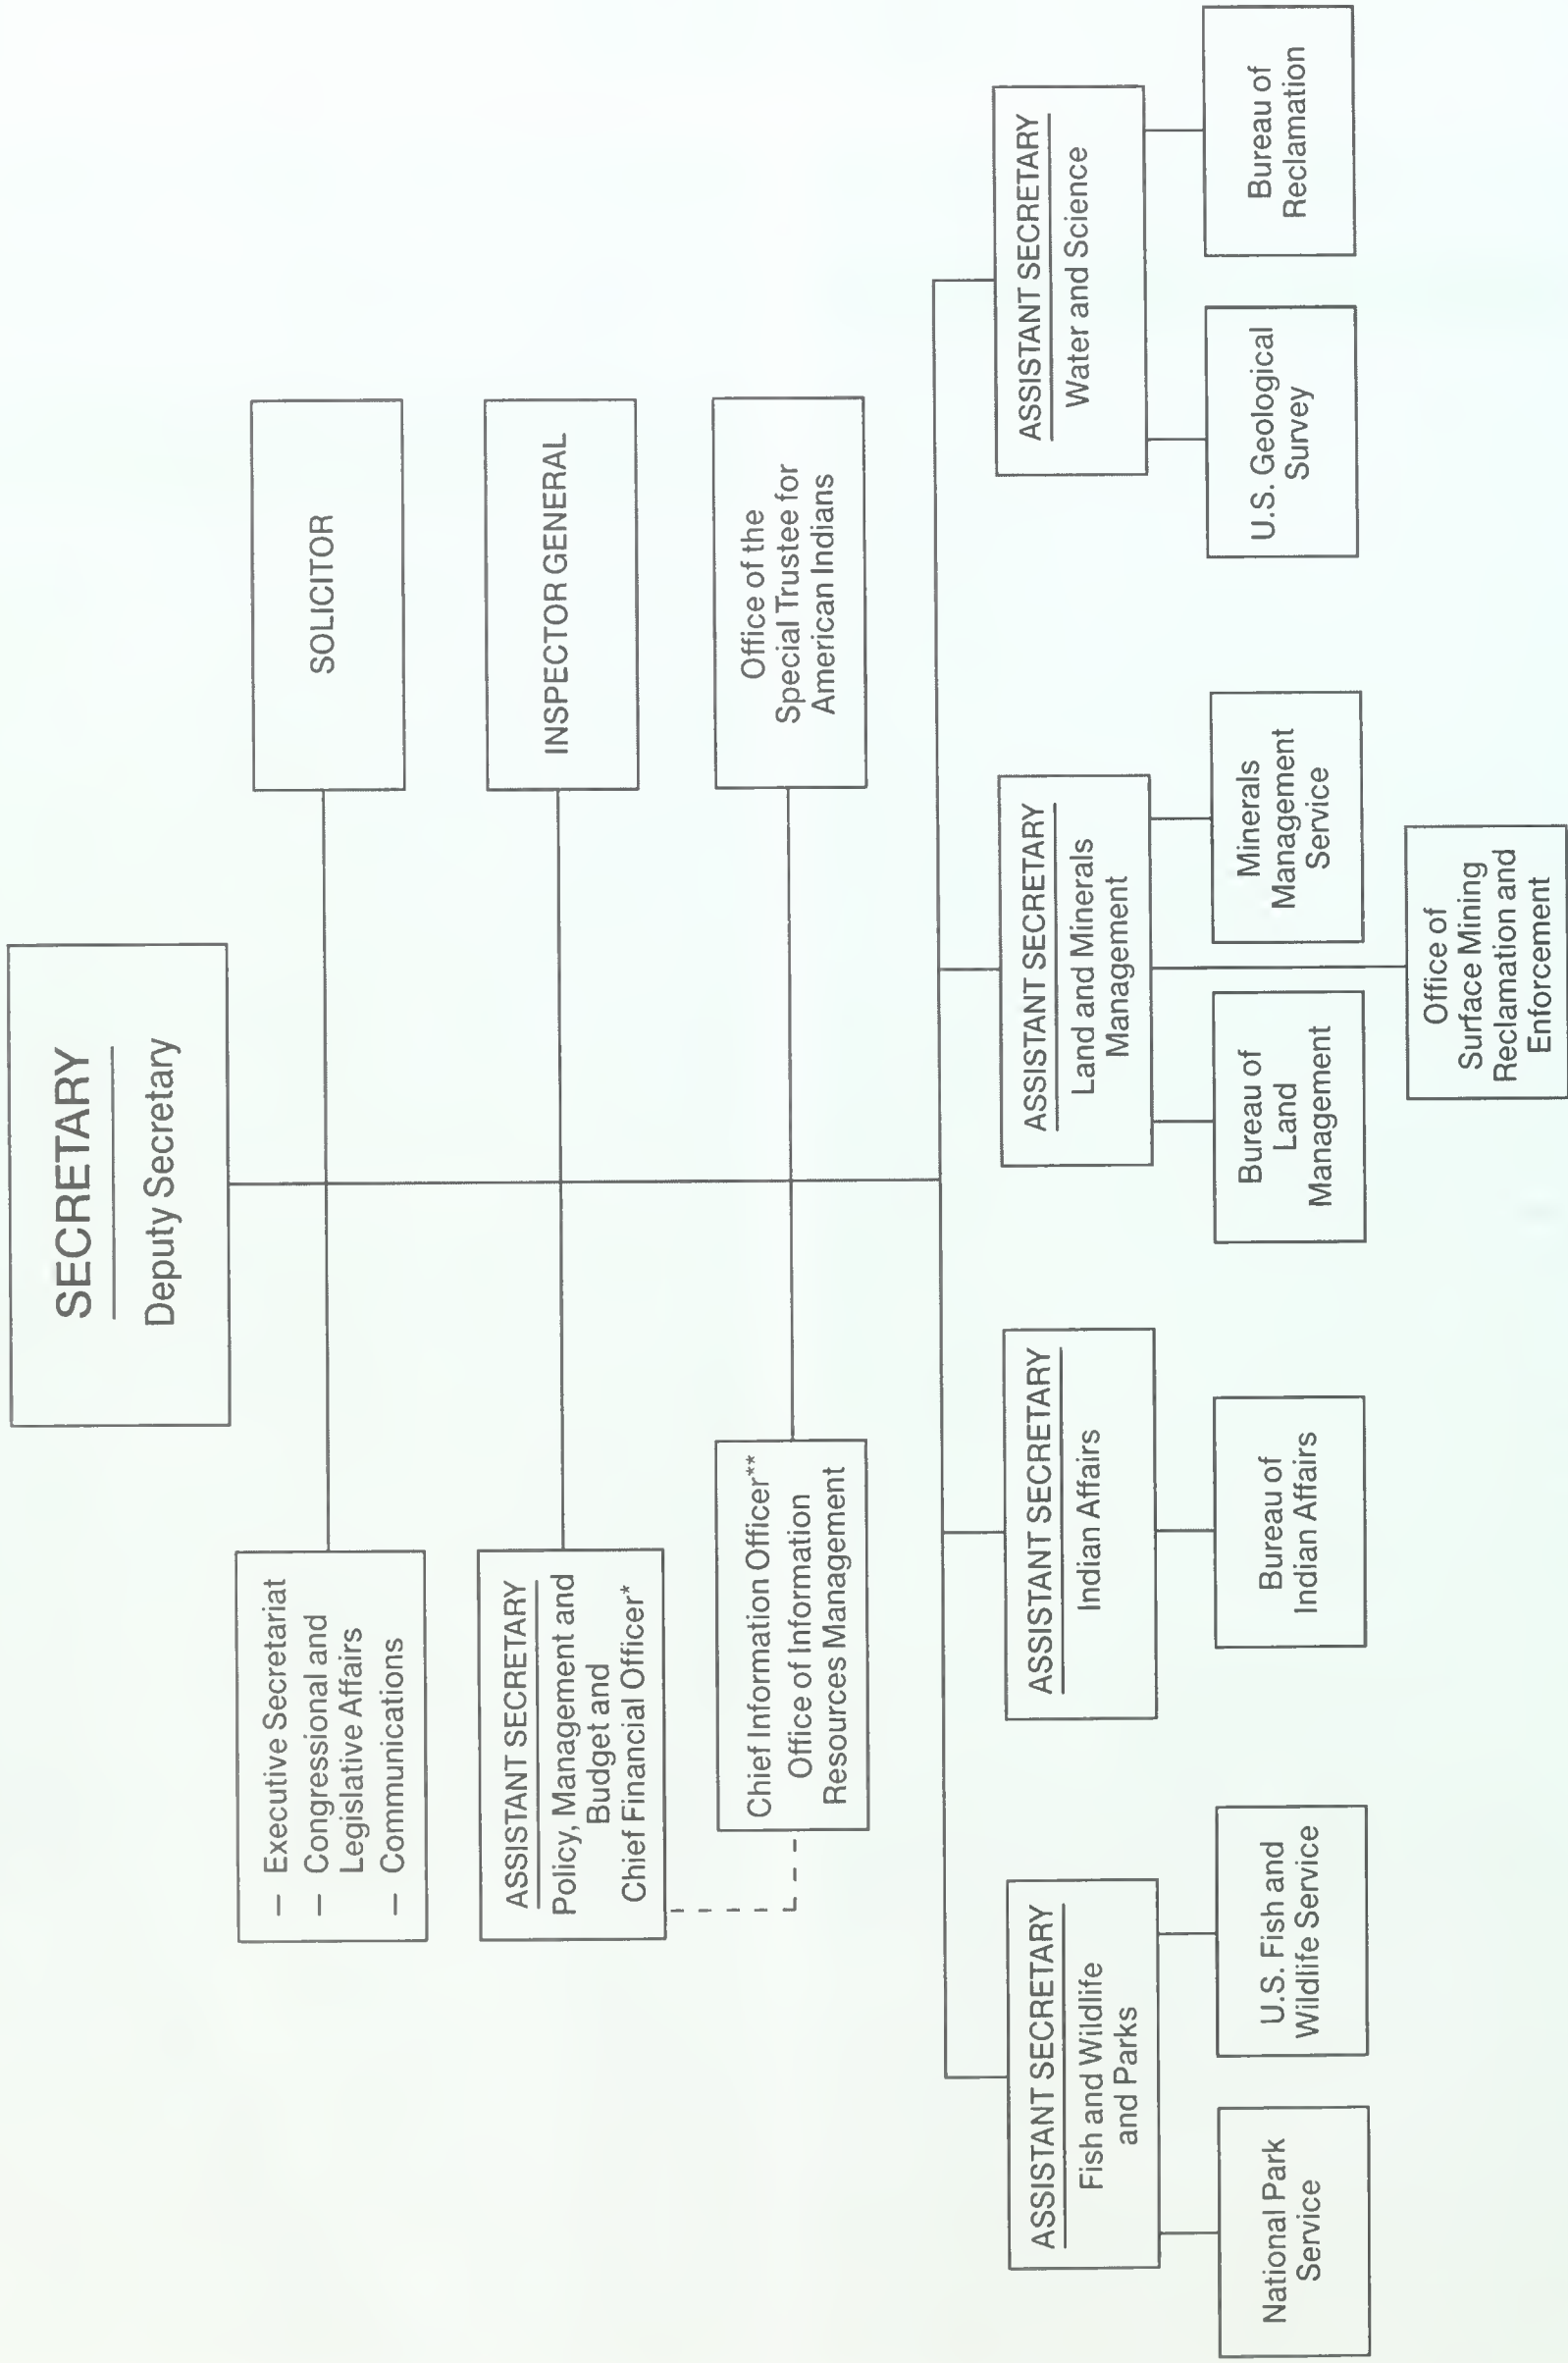 SECRETARY
Deputy Secretary
– Executive Secretariat
– Congressional and
Legislative Affairs
– Communications
SOLICITOR
ASSISTANT SECRETARY
Policy, Management and
Budget and
Chief Financial Officer*
INSPECTOR GENERAL
Chief Information Officer**
Office of Information
Resources Management
Office of the
Special Trustee for
American Indians
ASSISTANT SECRETARY
Fish and Wildlife
and Parks
ASSISTANT SECRETARY
Indian Affairs
ASSISTANT SECRETARY
Land and Minerals
Management
ASSISTANT SECRETARY
Water and Science
National Park
Service
U.S. Fish and
Wildlife Service
Bureau of
Indian Affairs
Bureau of
Land
Management
Minerals
Management
Service
U.S. Geological
Survey
Bureau of
Reclamation
Office of
Surface Mining
Reclamation and
Enforcement